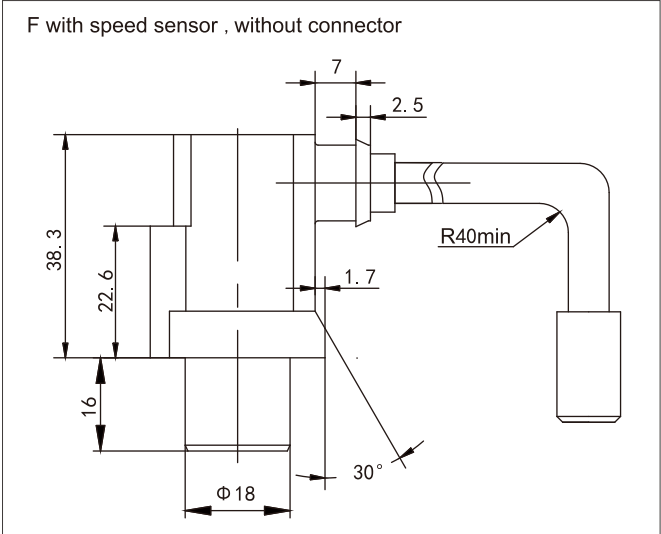 F with speed sensor , without connector
7
2.5
R40min
38.3
22.6
1.7
16
30°
Φ18